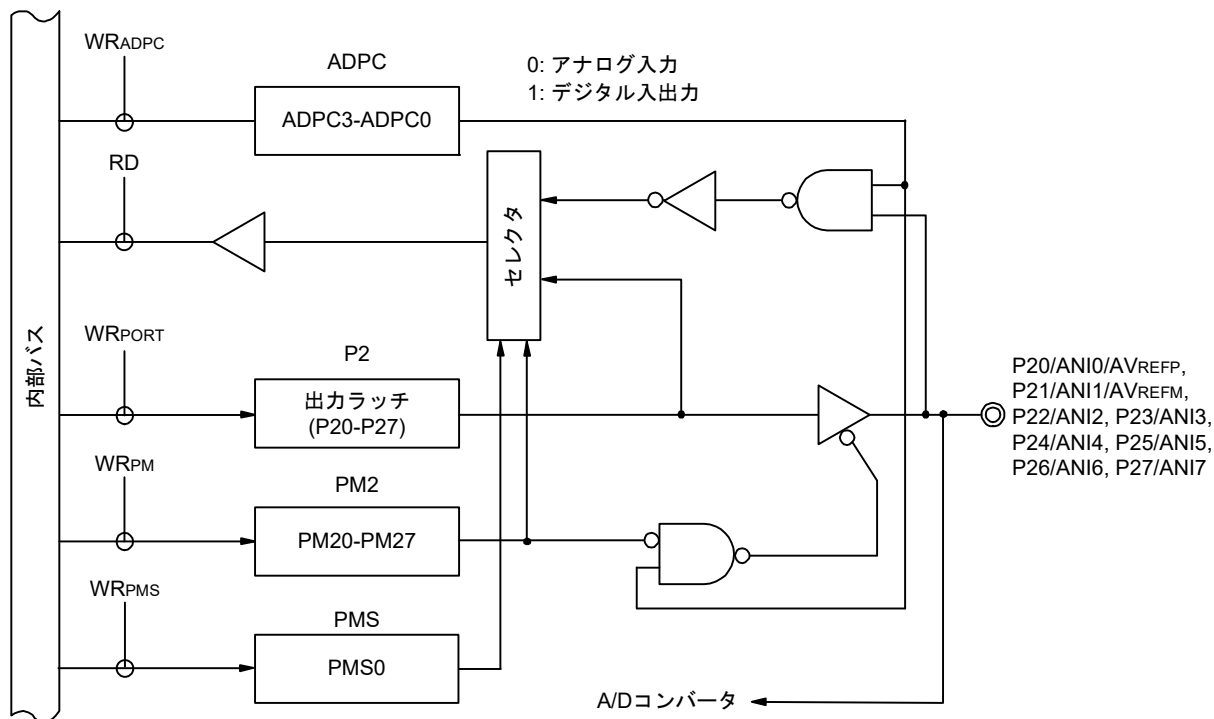 WRADPC
ADPC
0: アナログ入力
1: デジタル入出力
ADPC3-ADPC0
RD
セレクタ
内部バス
WRPORT
P2
出力ラッチ
(P20-P27)
P20/ANI0/AVREFP,
P21/ANI1/AVREFM,
P22/ANI2, P23/ANI3,
P24/ANI4, P25/ANI5,
P26/ANI6, P27/ANI7
WRPM
PM2
PM20-PM27
WRPMS
PMS
PMS0
A/Dコンバータ